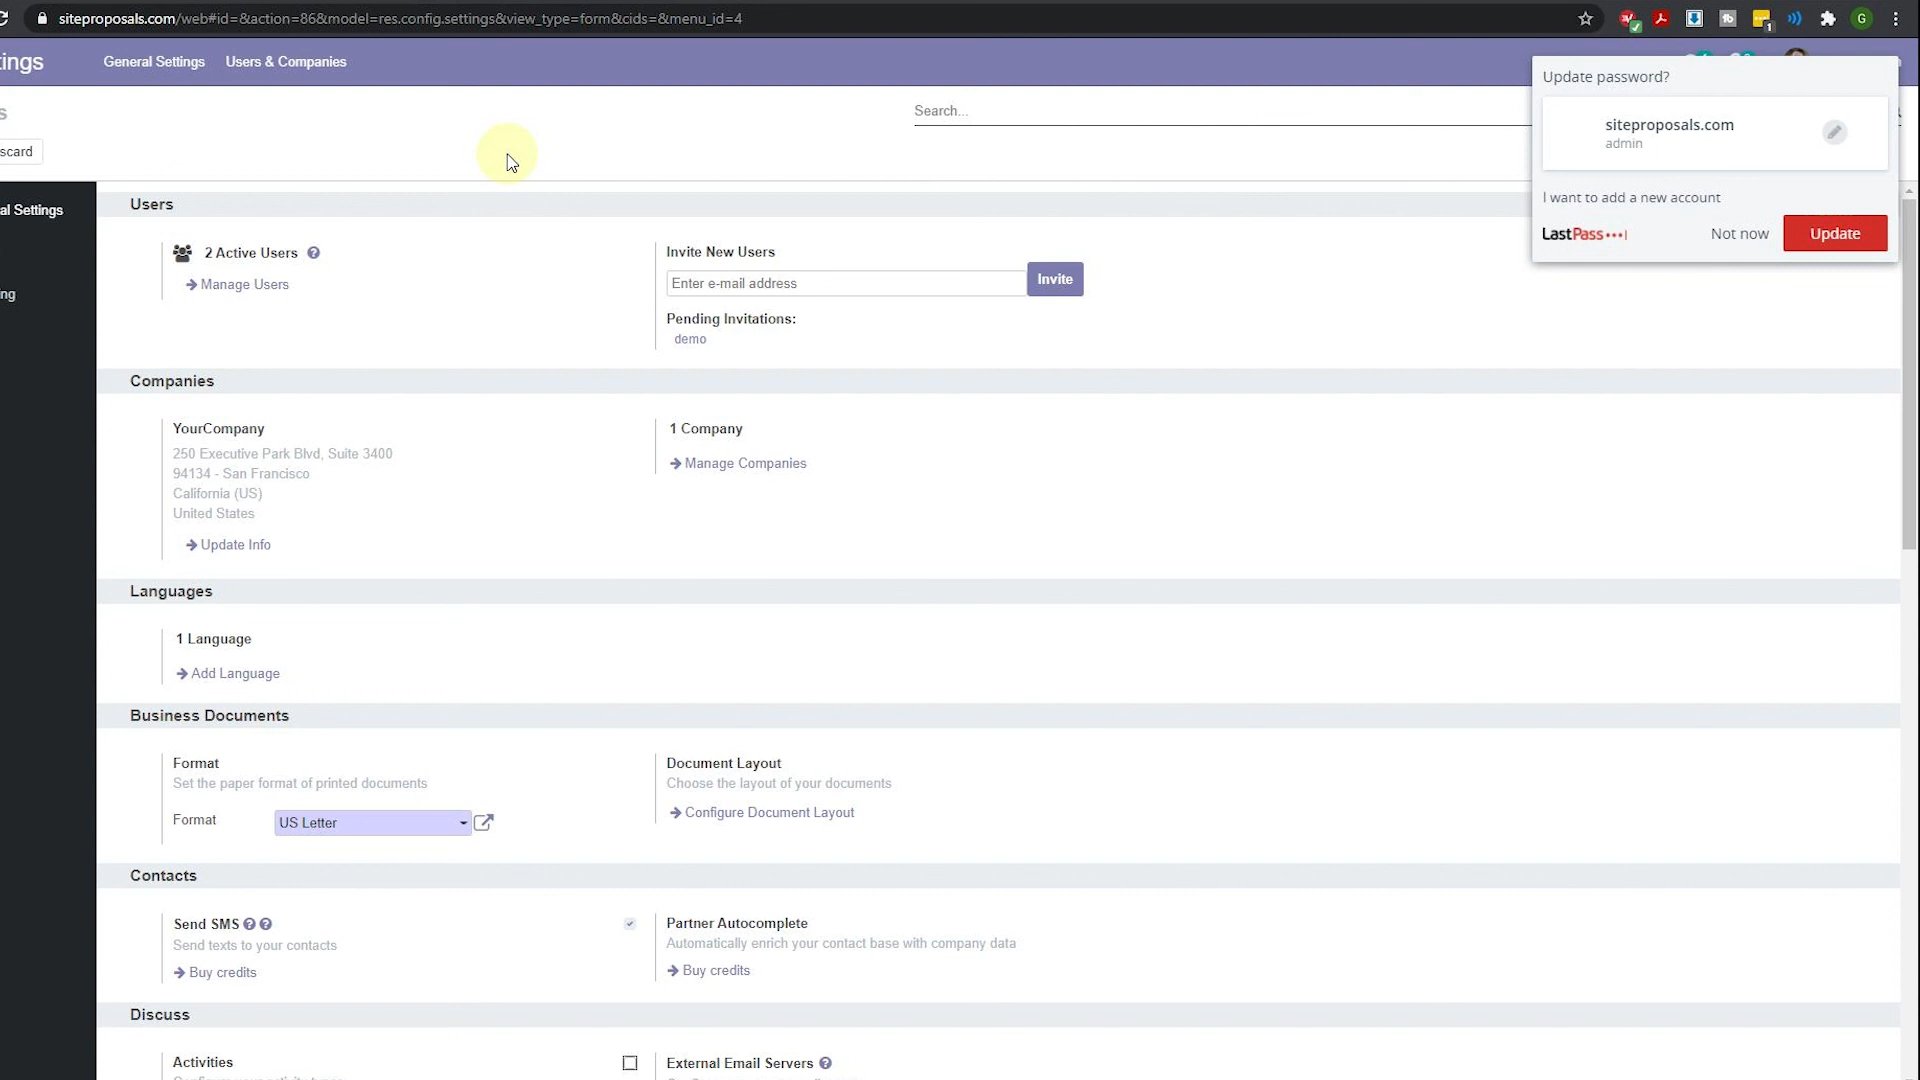 siteproposals.com/web#id=&action=86&model=res.config.settings&view_type=form&cids=&menu_id=4
1
G
ings
General Settings
Users & Companies
Update password?
s
Search...
siteproposals.com
admin
scard
I want to add a new account
LastPass
Not now
Update
al Settings
ng
Users
2 Active Users
Manage Users
Invite New Users
Enter e-mail address
Invite
Pending Invitations:
demo
Companies
YourCompany
250 Executive Park Blvd, Suite 3400
94134 - San Francisco
California (US)
United States
Update Info
1 Company
Manage Companies
Languages
1 Language
Add Language
Business Documents
Format
Set the paper format of printed documents
Format
US Letter
Document Layout
Choose the layout of your documents
Configure Document Layout
Contacts
Send SMS
Send texts to your contacts
Buy credits
Partner Autocomplete
Automatically enrich your contact base with company data
Buy credits
Discuss
Activities
External Email Servers